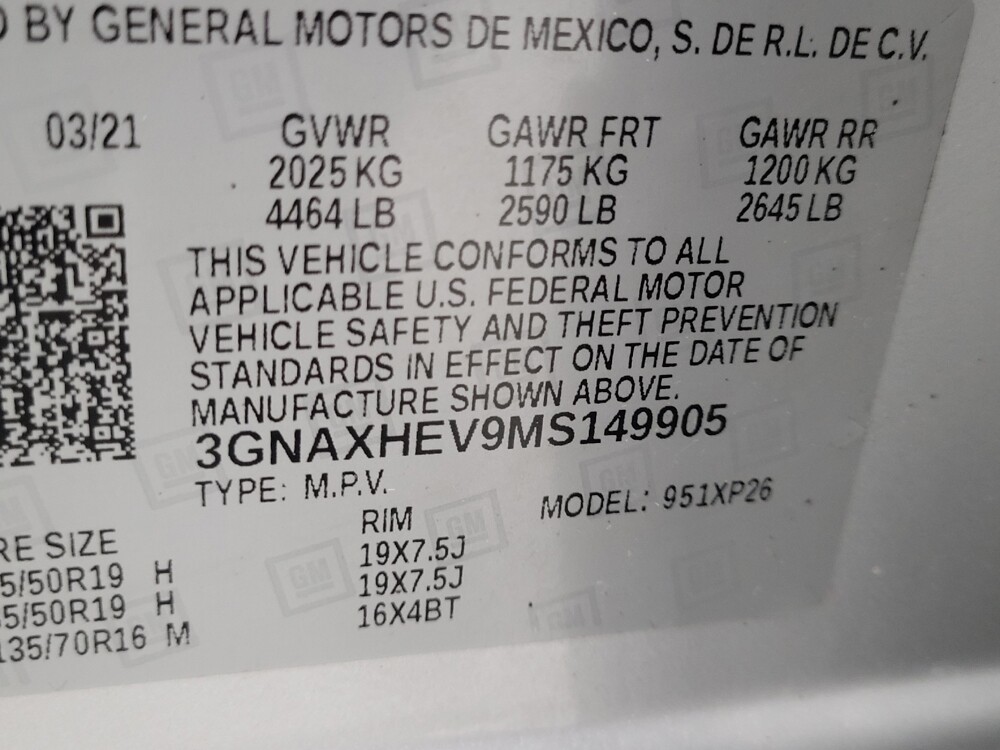 BY GENERAL MOTORS DE MEXICO, S. DE R.L. DE C.V.
03/21 GVWR GAWR FRT GAWR RR
2025 KG 1175 KG 1200 KG
4464 LB 2590 LB 2645 LB
THIS VEHICLE CONFORMS TO ALL
APPLICABLE U.S. FEDERAL MOTOR
VEHICLE SAFETY AND THEFT PREVENTION
STANDARDS IN EFFECT ON THE DATE OF
MANUFACTURE SHOWN ABOVE.
3GNAXHEV9MS149905
TYPE: M.P.V. MODEL: 951XP26
RE SIZE RIM
5/50R19 H 19X7.5J
5/50R19 H 19X7.5J
135/70R16 M 16X4BT